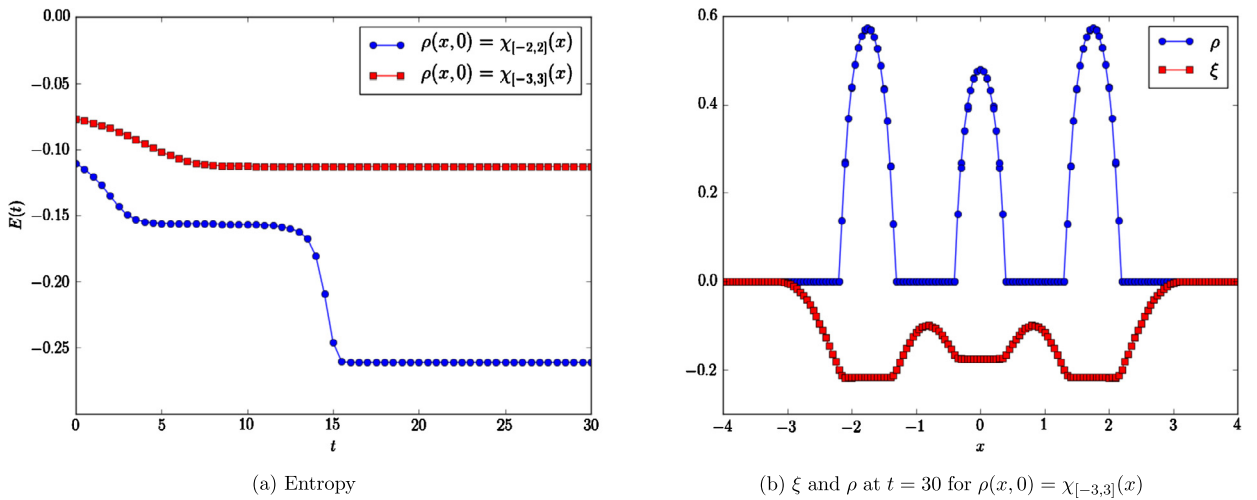 0.00
−0.05
−0.10
−0.15
−0.20
−0.25
E(t)
0 5 10 15 20 25 30
t
ρ(x, 0) = χ[−2,2](x)
ρ(x, 0) = χ[−3,3](x)
(a) Entropy
0.6
0.4
0.2
0.0
−0.2
−4 −3 −2 −1 0 1 2 3 4
x
ρ
ξ
(b) ξ and ρ at t = 30 for ρ(x, 0) = χ[−3,3](x)